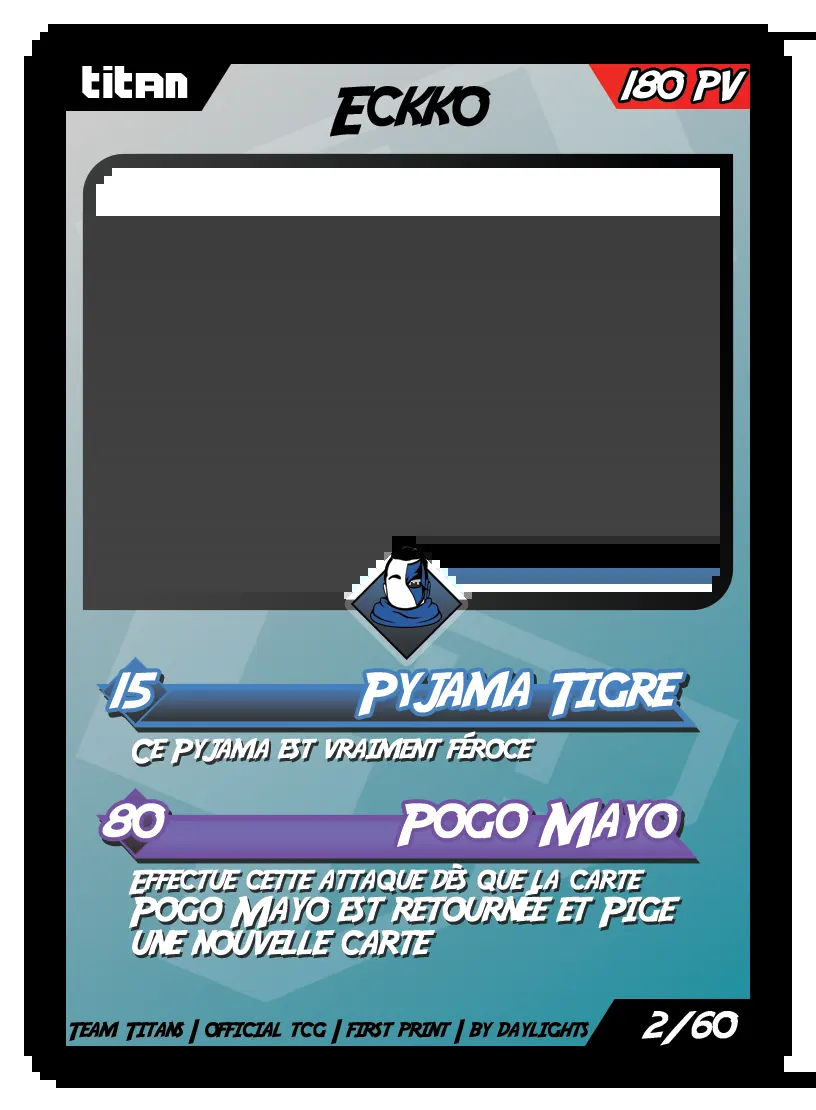 titan
Eckko
180 PV
15
Pyjama Tigre
Ce Pyjama est vraiment féroce
80
Pogo Mayo
Effectue cette attaque dès que la carte
Pogo Mayo est retournée et Pige
une nouvelle carte
Team Titans | official tcg | first print | by daylights
2/60